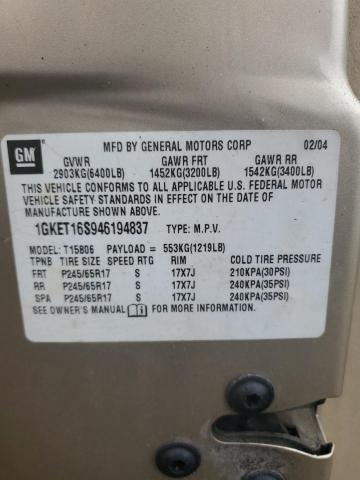 GM
MFD BY GENERAL MOTORS CORP 02/04
GVWR GAWR FRT GAWR RR
2903KG(6400LB) 1452KG(3200LB) 1542KG(3400LB)
THIS VEHICLE CONFORMS TO ALL APPLICABLE U.S. FEDERAL MOTOR
VEHICLE SAFETY STANDARDS IN EFFECT ON THE DATE OF
MANUFACTURE SHOWN ABOVE.
1GKET16S946194837 TYPE: M.P.V.
MODEL: T15806 PAYLOAD = 553KG(1219LB)
TPNB TIRE SIZE SPEED RTG RIM COLD TIRE PRESSURE
FRT P245/65R17 S 17X7J 210KPA(30PSI)
RR P245/65R17 S 17X7J 240KPA(35PSI)
SPA P245/65R17 S 17X7J 240KPA(35PSI)
SEE OWNER'S MANUAL FOR MORE INFORMATION